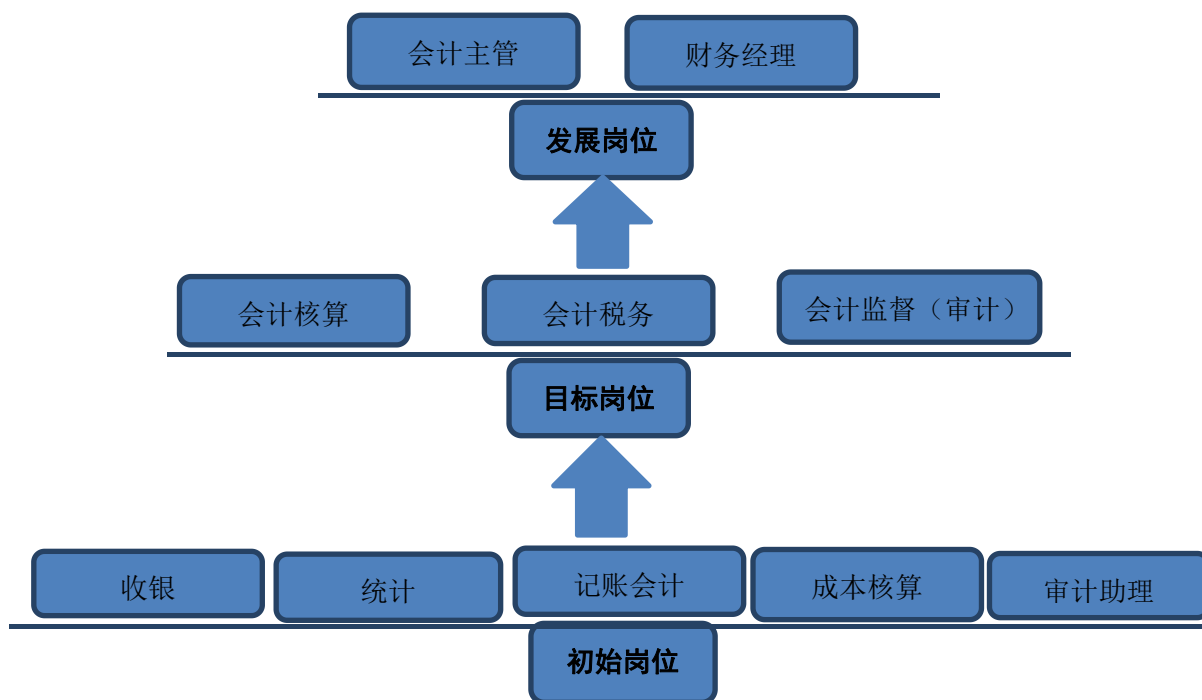 会计主管
财务经理
发展岗位
会计核算
会计税务
会计监督（审计）
目标岗位
收银
统计
记账会计
成本核算
审计助理
初始岗位